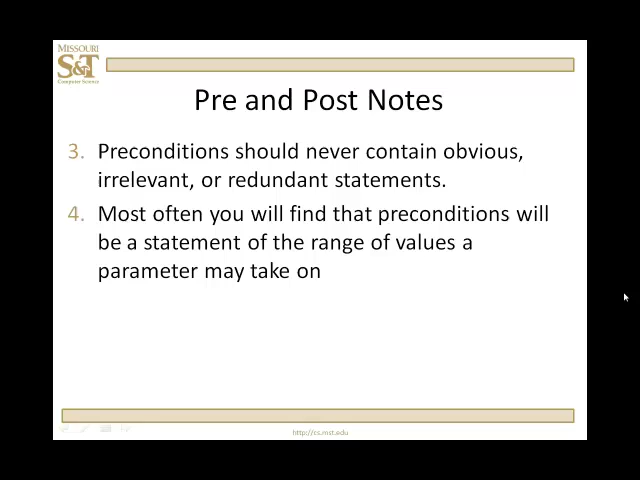 MISSOURI
S&T
Computer Science
Pre and Post Notes
3. Preconditions should never contain obvious,
irrelevant, or redundant statements.
4. Most often you will find that preconditions will
be a statement of the range of values a
parameter may take on
http://cs.mst.edu